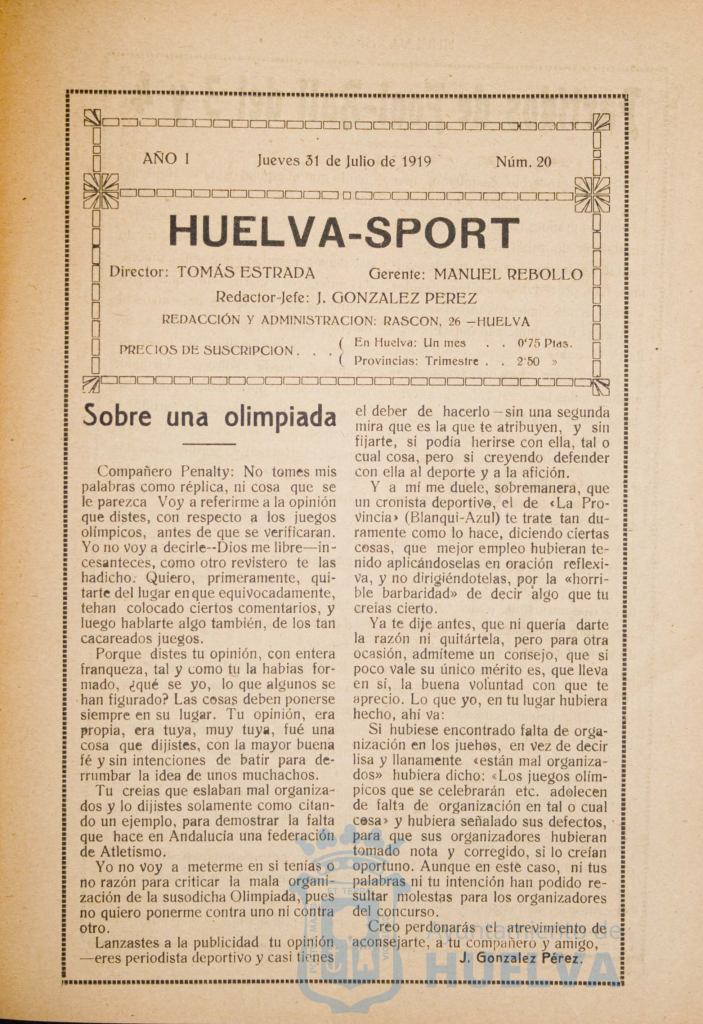 AÑO I Jueves 31 de Julio de 1919 Núm. 20
HUELVA-SPORT
Director: TOMÁS ESTRADA Gerente: MANUEL REBOLLO
Redactor-Jefe: J. GONZALEZ PEREZ
REDACCIÓN Y ADMINISTRACION: RASCON, 26 —HUELVA
PRECIOS DE SUSCRIPCION. . . ( En Huelva: Un mes . . 0'75 Ptas.
( Provincias: Trimestre . . 2'50 »
Sobre una olimpiada
Compañero Penalty: No tomes mis
palabras como réplica, ni cosa que se
le parezca Voy a referirme a la opinión
que distes, con respecto a los juegos
olímpicos, antes de que se verificaran.
Yo no voy a decirle--Dios me libre—in-
cesanteces, como otro revistero te las
hadicho. Quiero, primeramente, qui-
tarte del lugar en que equivocadamente,
tehan colocado ciertos comentarios, y
luego hablarte algo también, de los tan
cacareados juegos.
Porque distes tu opinión, con entera
franqueza, tal y como tu la habias for-
mado, ¿qué se yo, lo que algunos se
han figurado? Las cosas deben ponerse
siempre en su lugar. Tu opinión, era
propia, era tuya, muy tuya, fué una
cosa que dijistes, con la mayor buena
fé y sin intenciones de batir para de-
rrumbar la idea de unos muchachos.
Tu creias que eslaban mal organiza-
dos y lo dijistes solamente como citan-
do un ejemplo, para demostrar la falta
que hace en Andalucía una federación
de Atletismo.
Yo no voy a meterme en si tenías o
no razón para criticar la mala organi-
zación de la susodicha Olimpiada, pues
no quiero ponerme contra uno ni contra
otro.
Lanzastes a la publicidad tu opinión
—eres periodista deportivo y casi tienes
el deber de hacerlo—sin una segunda
mira que es la que te atribuyen, y sin
fijarte, si podía herirse con ella, tal o
cual cosa, pero si creyendo defender
con ella al deporte y a la afición.
Y a mí me duele, sobremanera, que
un cronista deportivo, el de «La Pro-
vincia» (Blanqui-Azul) te trate tan du-
ramente como lo hace, diciendo ciertas
cosas, que mejor empleo hubieran te-
nido aplicándoselas en oración reflexi-
va, y no dirigiéndotelas, por la «horri-
ble barbaridad» de decir algo que tu
creias cierto.
Ya te dije antes, que ni quería darte
la razón ni quitártela, pero para otra
ocasión, admíteme un consejo, que si
poco vale su único mérito es, que lleva
en sí, la buena voluntad con que te
aprecio. Lo que yo, en tu lugar hubiera
hecho, ahí va:
Si hubiese encontrado falta de orga-
nización en los juehos, en vez de decir
lisa y llanamente «están mal organiza-
dos» hubiera dicho: «Los juegos olím-
picos que se celebrarán etc. adolecen
de falta de organización en tal o cual
cosa» y hubiera señalado sus defectos,
para que sus organizadores hubieran
tomado nota y corregido, si lo creían
oportuno. Aunque en este caso, ni tus
palabras ni tu intención han podido re-
sultar molestas para los organizadores
del concurso.
Creo perdonarás el atrevimiento de
aconsejarte, a tu compañero y amigo,
J. Gonzalez Pérez.
HUELVA